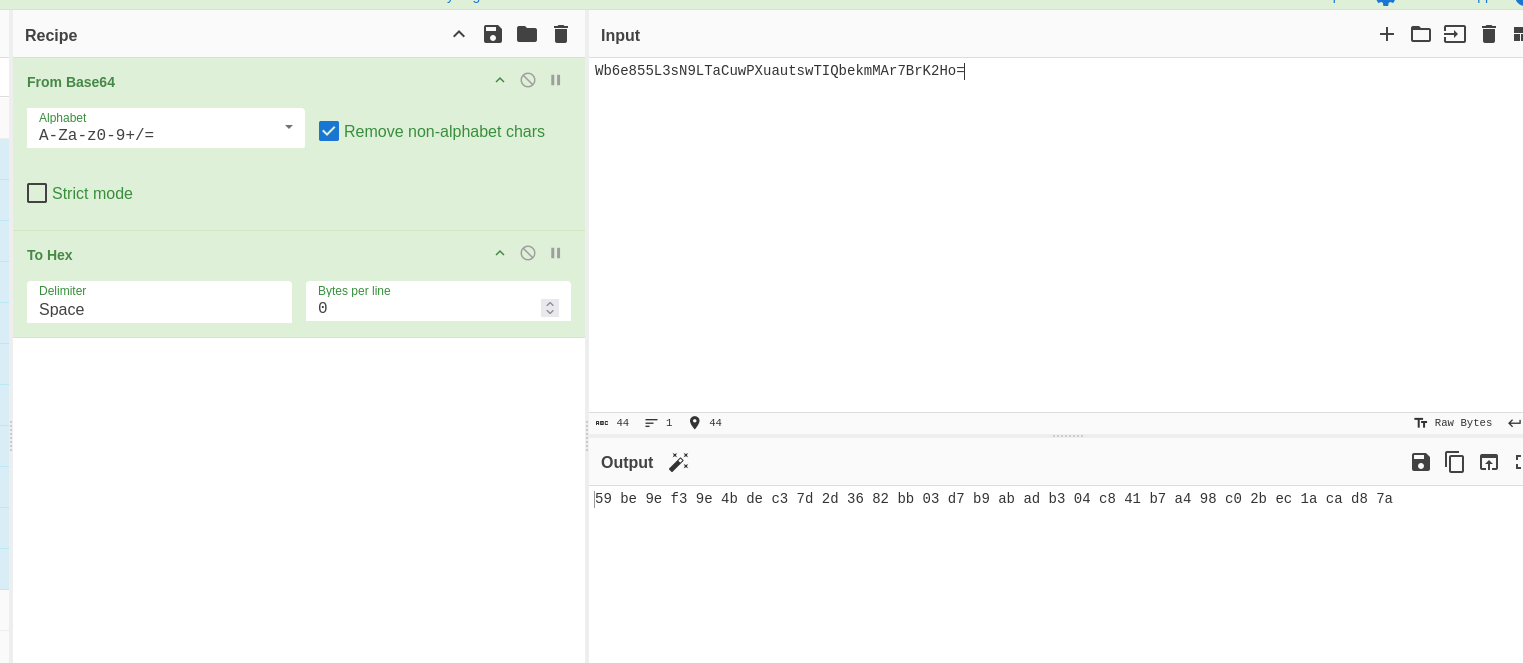 Recipe
From Base64
Alphabet
A-Za-z0-9+/=
Remove non-alphabet chars
Strict mode
To Hex
Delimiter
Space
Bytes per line
0
Input
Wb6e855L3sN9LTaCuwPXuautswTIQbekmMAr7BrK2Ho=
ABC 44
1
44
Tт Raw Bytes
Output
59 be 9e f3 9e 4b de c3 7d 2d 36 82 bb 03 d7 b9 ab ad b3 04 c8 41 b7 a4 98 c0 2b ec 1a ca d8 7a